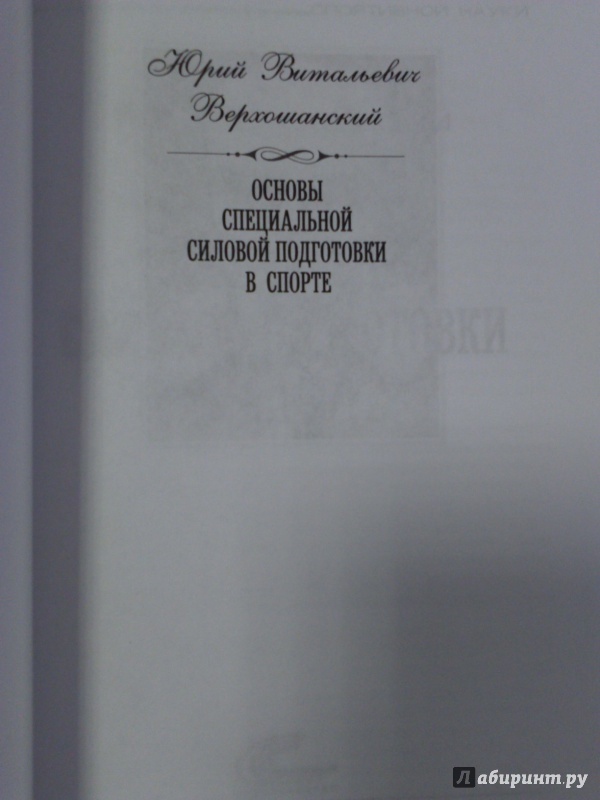 Юрий Витальевич
Верхошанский
ОСНОВЫ
СПЕЦИАЛЬНОЙ
СИЛОВОЙ ПОДГОТОВКИ
В СПОРТЕ
Лабиринт.ру